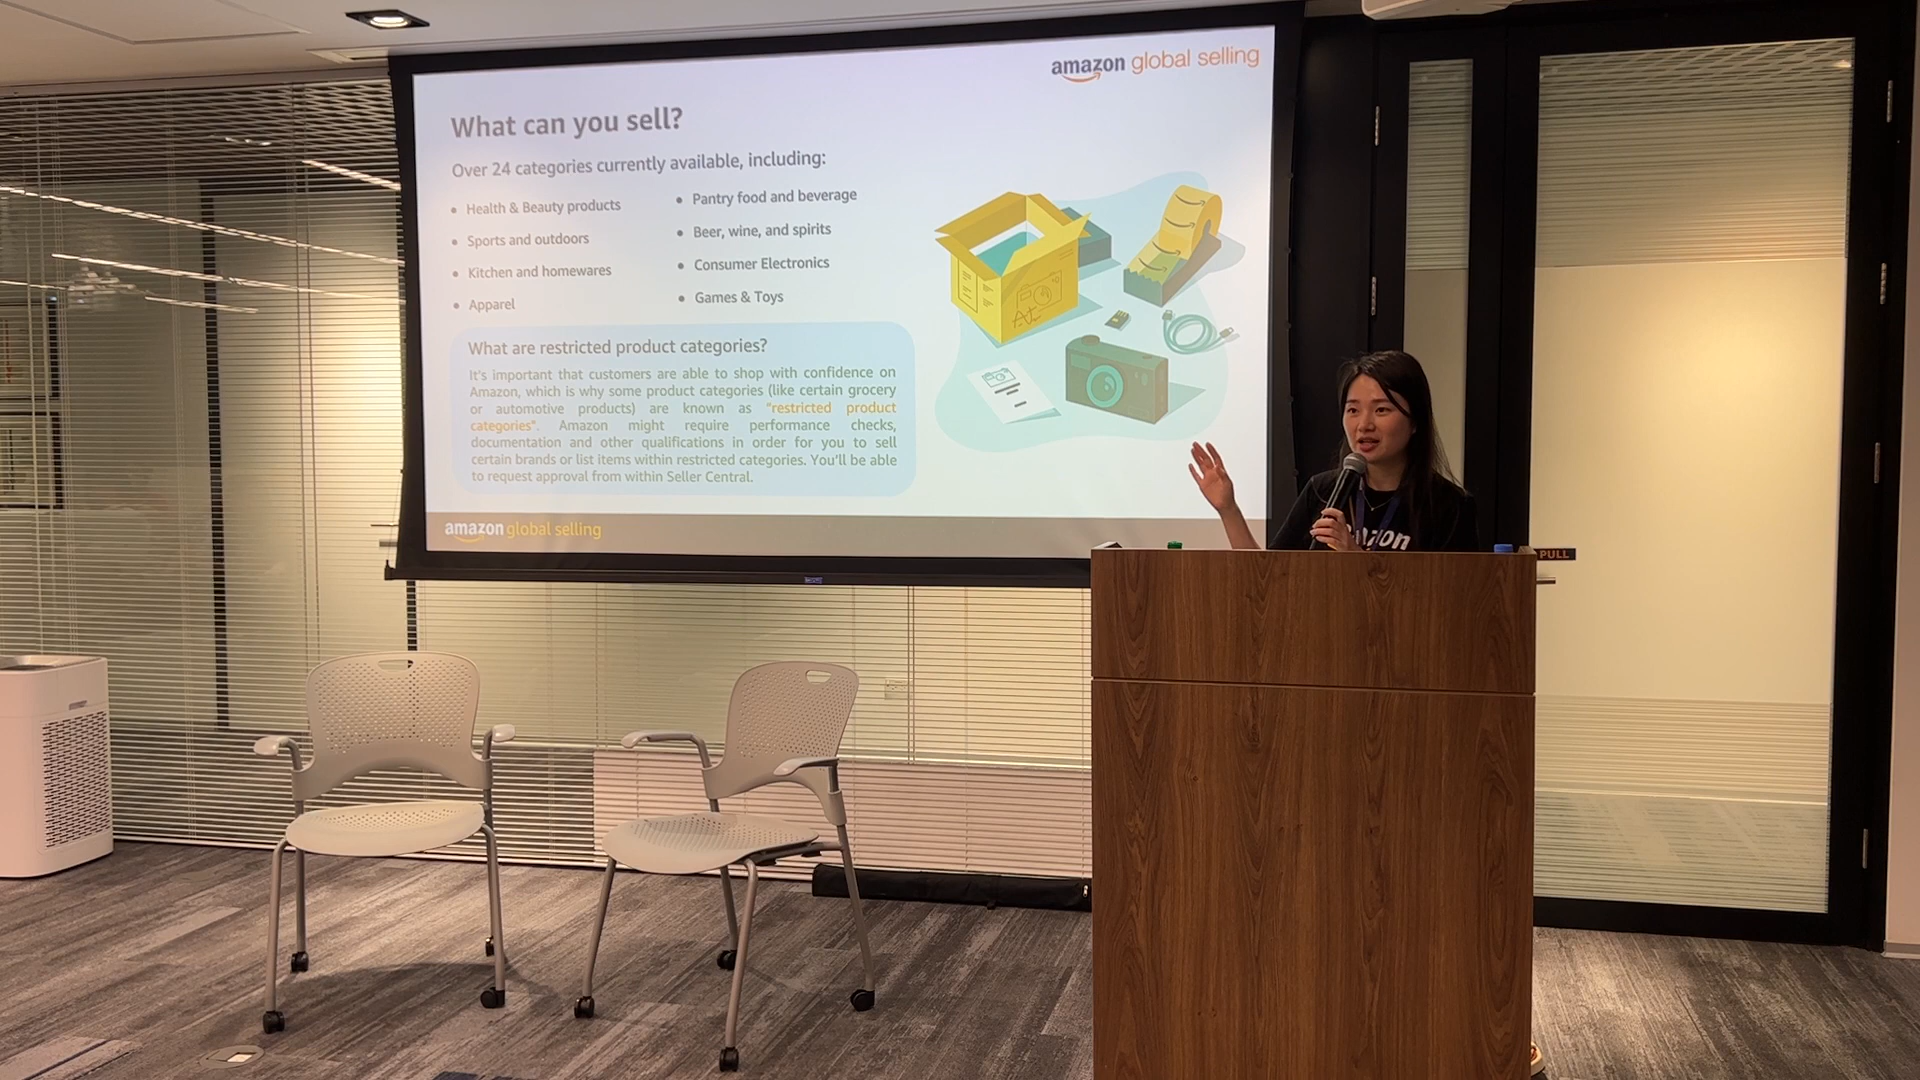 amazon global selling
What can you sell?
Over 24 categories currently available, including:
• Health & Beauty products
• Sports and outdoors
• Kitchen and homewares
• Apparel
• Pantry food and beverage
• Beer, wine, and spirits
• Consumer Electronics
• Games & Toys
What are restricted product categories?
It's important that customers are able to shop with confidence on
Amazon, which is why some product categories (like certain grocery
or automotive products) are known as "restricted product
categories". Amazon might require performance checks,
documentation and other qualifications in order for you to sell
certain brands or list items within restricted categories. You'll be able
to request approval from within Seller Central.
amazon global selling
amazon
PULL